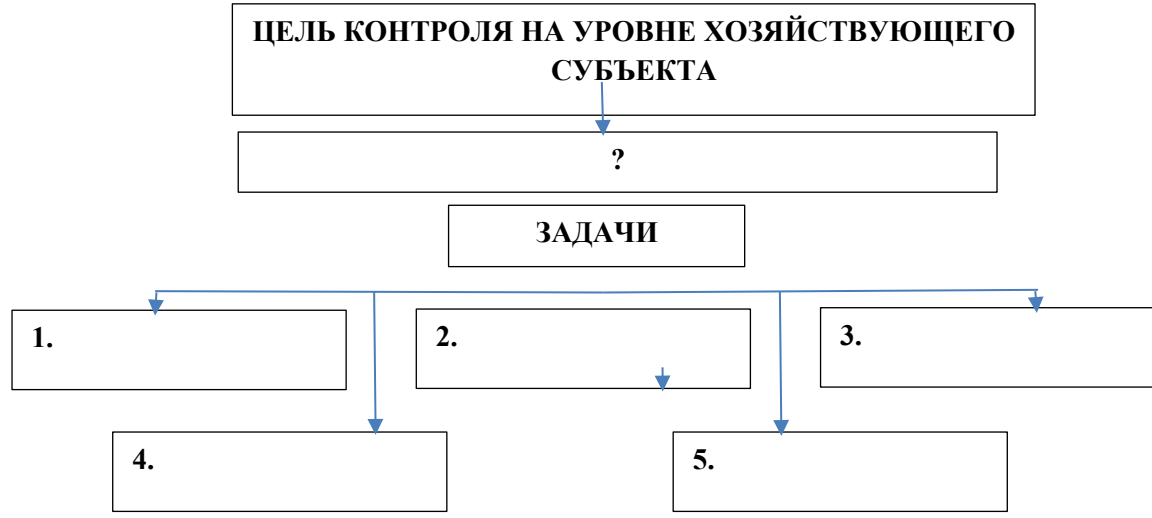 ЦЕЛЬ КОНТРОЛЯ НА УРОВНЕ ХОЗЯЙСТВУЮЩЕГО
СУБЪЕКТА
?
ЗАДАЧИ
1.
2.
3.
4.
5.